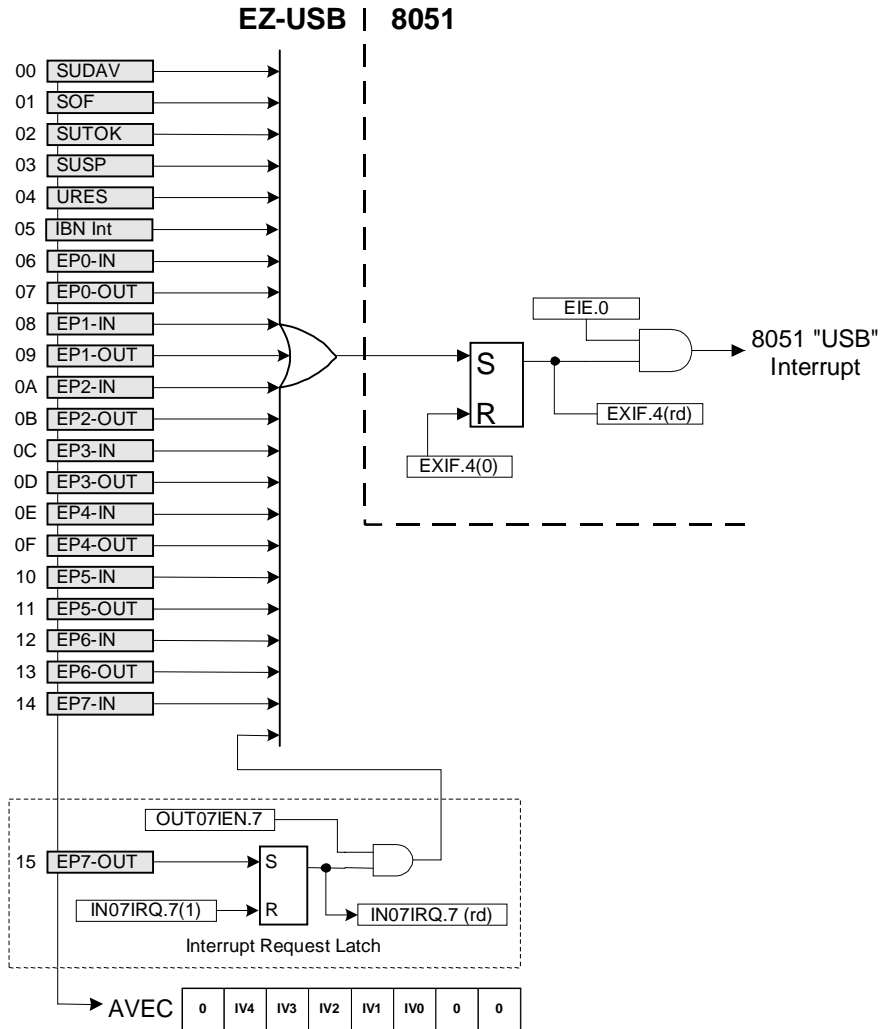 EZ-USB 8051
00 SUDAV
01 SOF
02 SUTOK
03 SUSP
04 URES
05 IBN Int
06 EP0-IN
07 EP0-OUT
08 EP1-IN
09 EP1-OUT
0A EP2-IN
0B EP2-OUT
0C EP3-IN
0D EP3-OUT
0E EP4-IN
0F EP4-OUT
10 EP5-IN
11 EP5-OUT
12 EP6-IN
13 EP6-OUT
14 EP7-IN
EIE.0
S
R
8051 "USB"
Interrupt
EXIF.4(rd)
EXIF.4(0)
OUT07IEN.7
15 EP7-OUT
S
R
IN07IRQ.7(1)
IN07IRQ.7 (rd)
Interrupt Request Latch
AVEC 0 IV4 IV3 IV2 IV1 IV0 0 0